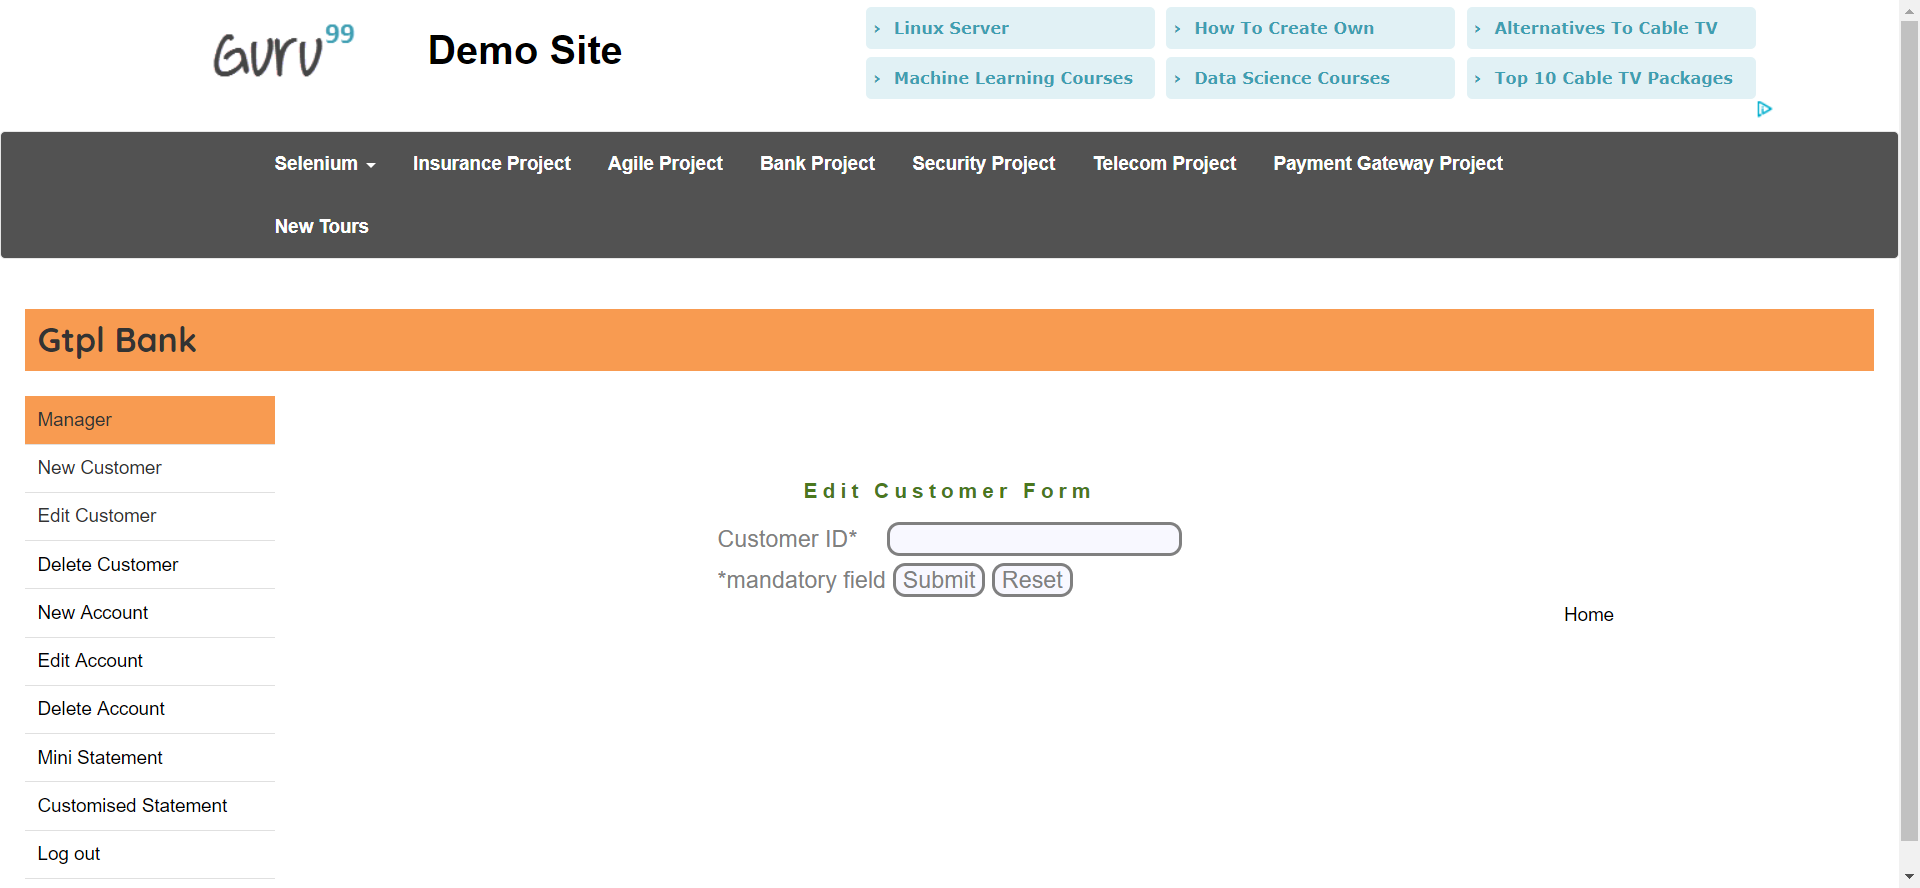 Guru99 Demo Site
› Linux Server › How To Create Own › Alternatives To Cable TV
› Machine Learning Courses › Data Science Courses › Top 10 Cable TV Packages
Selenium Insurance Project Agile Project Bank Project Security Project Telecom Project Payment Gateway Project
New Tours
Gtpl Bank
Manager
New Customer
Edit Customer
Delete Customer
New Account
Edit Account
Delete Account
Mini Statement
Customised Statement
Log out
Edit Customer Form
Customer ID*
*mandatory field Submit Reset
Home